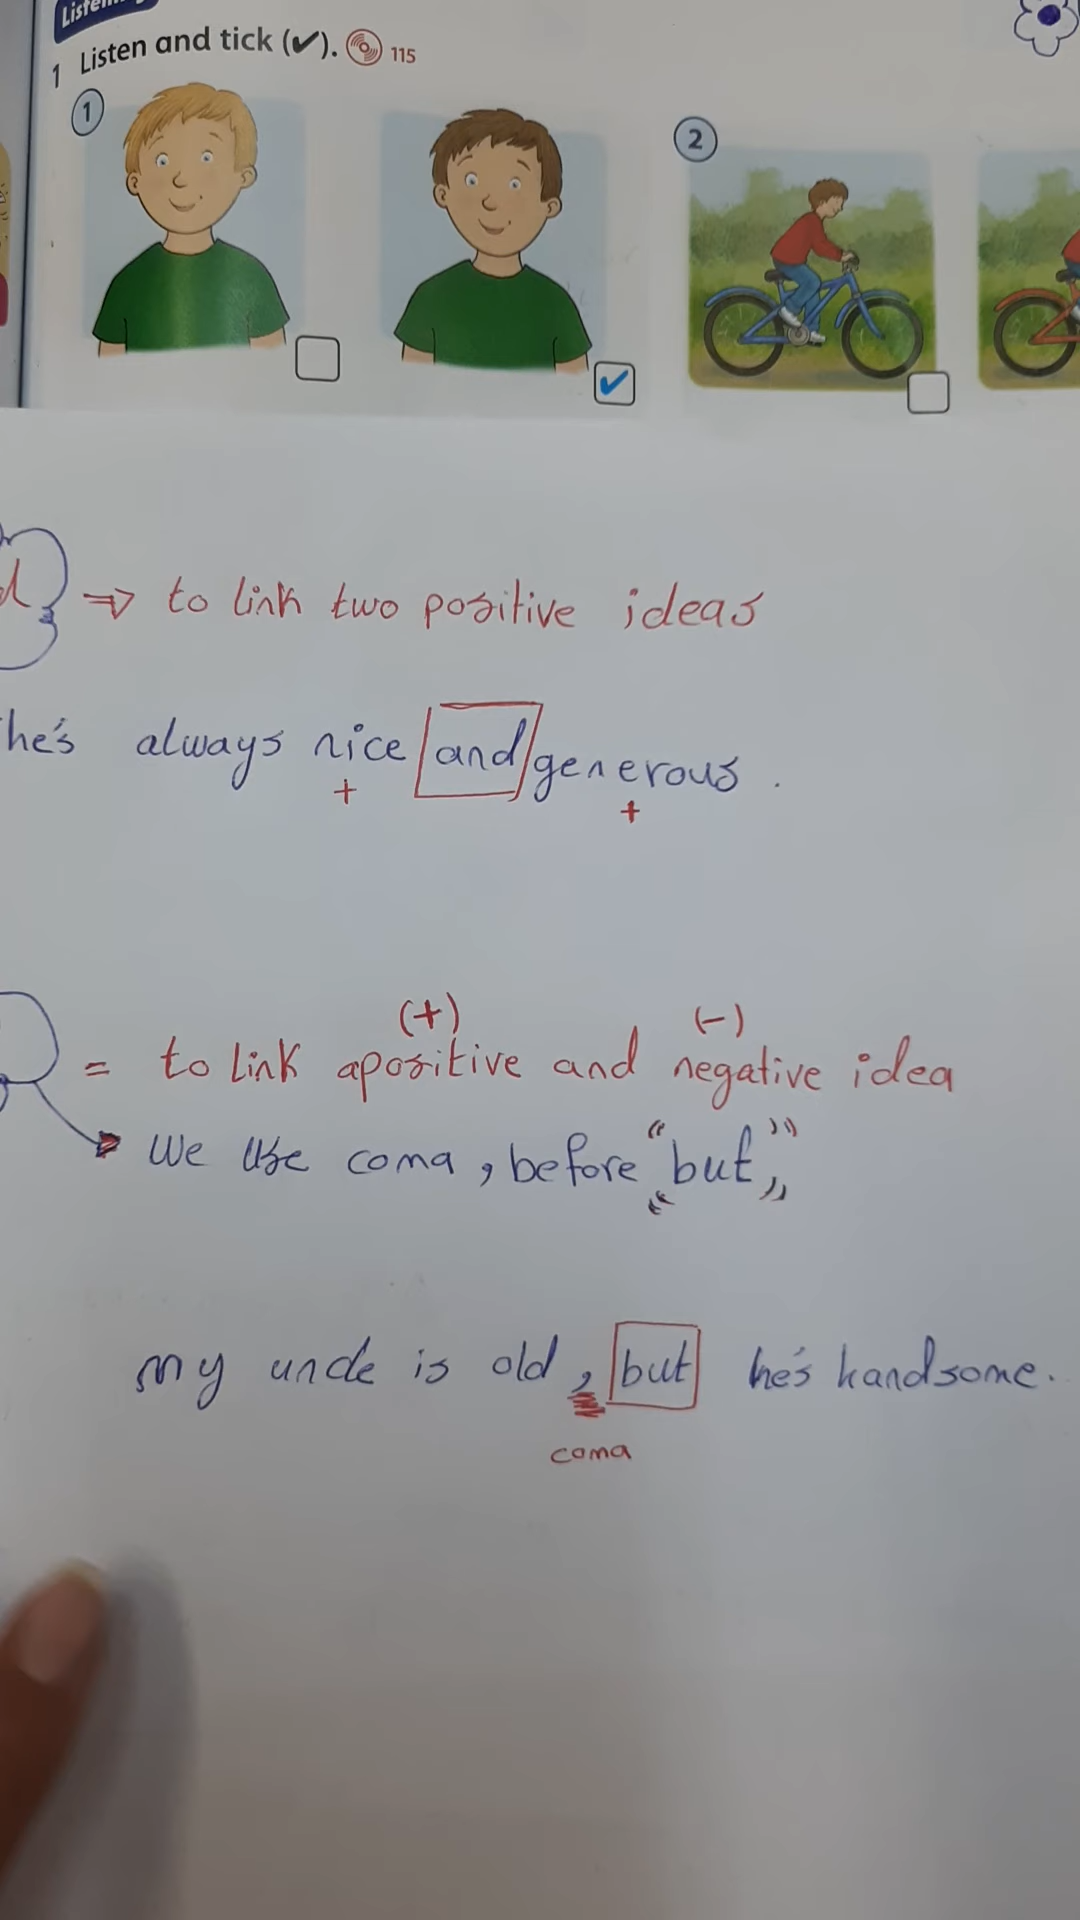 1 Listen and tick (✔). 115
1
2
⇒ to link two positive ideas
he's always nice and generous.
+
+
(+) (-)
= to link apositive and negative idea
We use coma, before "but"
my uncle is old, but he's handsome.
coma